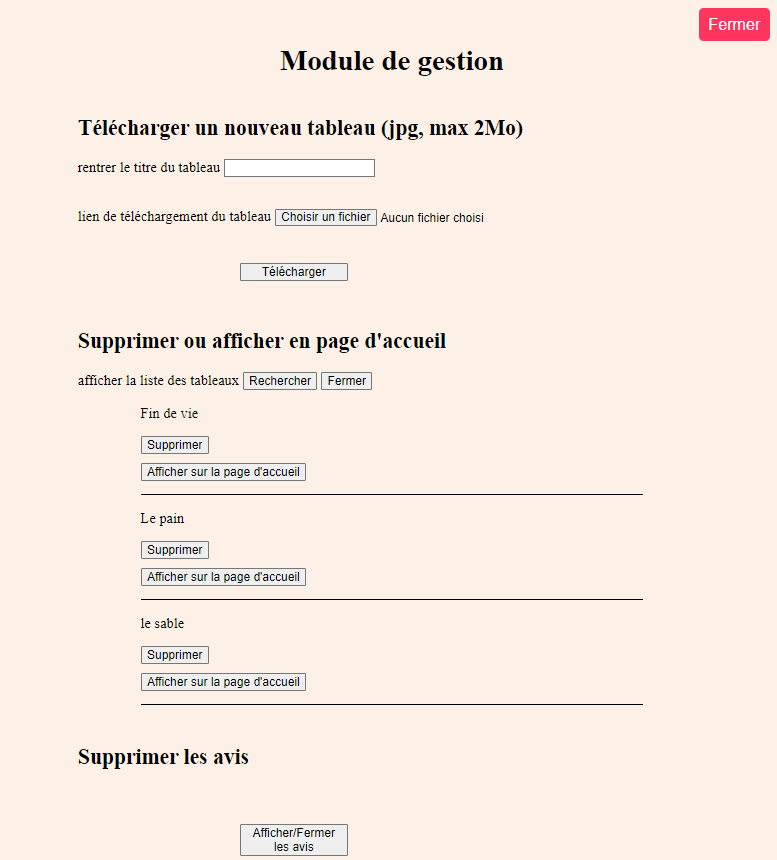 Fermer
Module de gestion
Télécharger un nouveau tableau (jpg, max 2Mo)
rentrer le titre du tableau
lien de téléchargement du tableau Choisir un fichier Aucun fichier choisi
Télécharger
Supprimer ou afficher en page d'accueil
afficher la liste des tableaux Rechercher Fermer
Fin de vie
Supprimer
Afficher sur la page d'accueil
Le pain
Supprimer
Afficher sur la page d'accueil
le sable
Supprimer
Afficher sur la page d'accueil
Supprimer les avis
Afficher/Fermer
les avis